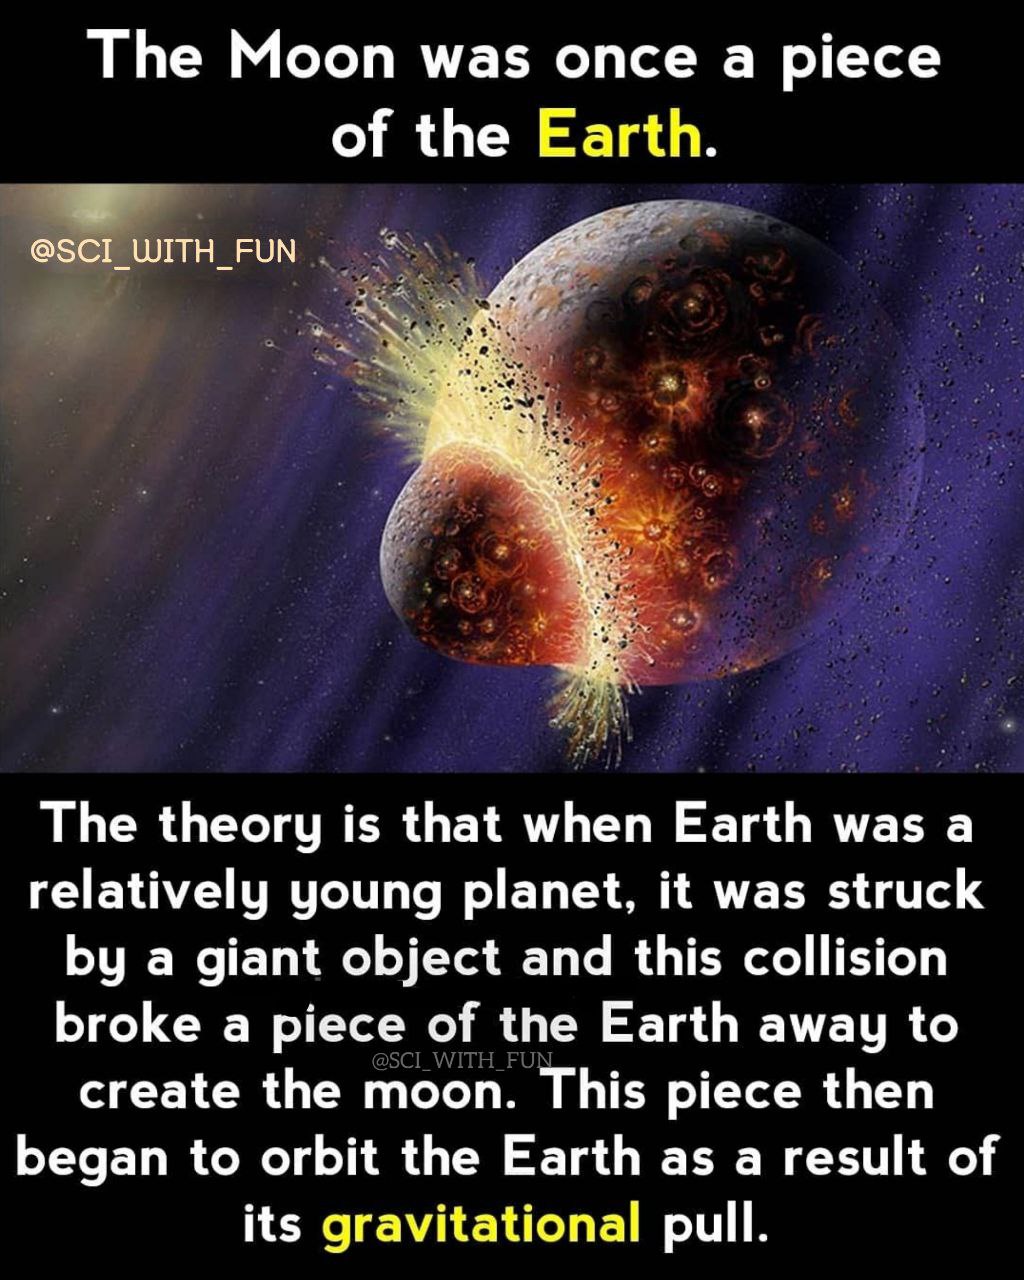 The Moon was once a piece
of the Earth.
@SCI_WITH_FUN
The theory is that when Earth was a
relatively young planet, it was struck
by a giant object and this collision
broke a piece of the Earth away to
@SCI_WITH_FUN
create the moon. This piece then
began to orbit the Earth as a result of
its gravitational pull.